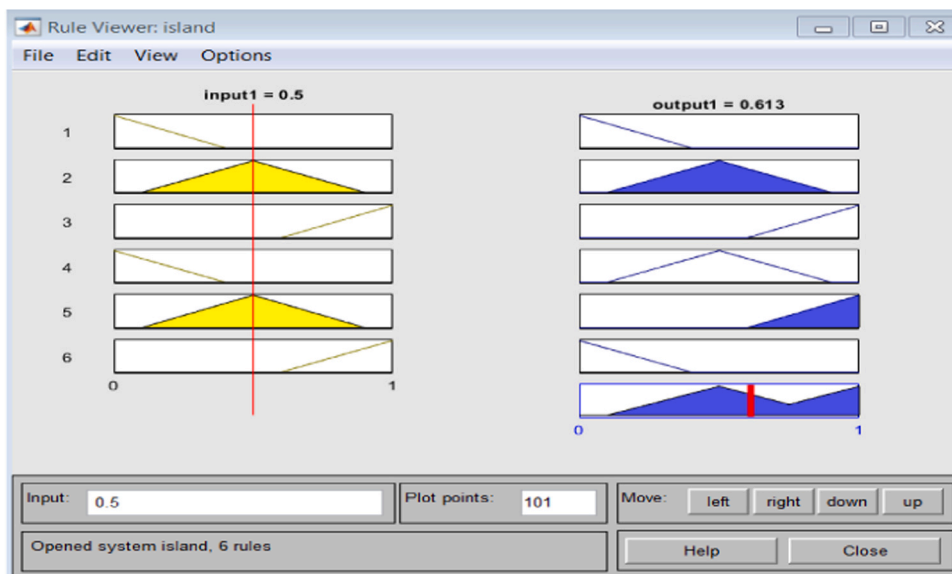 Rule Viewer: island
File Edit View Options
input1 = 0.5
output1 = 0.613
1
2
3
4
5
6
0 1
0 1
Input: 0.5 Plot points: 101 Move: left right down up
Opened system island, 6 rules Help Close